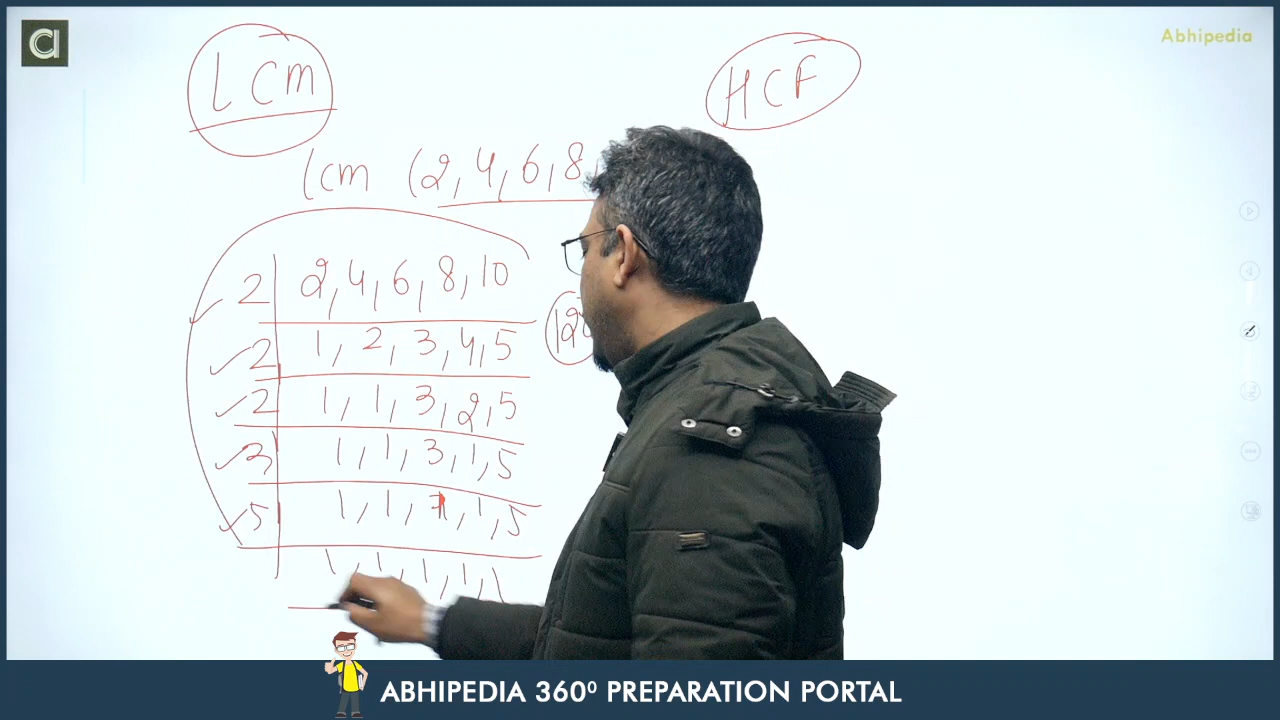 Abhipedia
LCM HCF
lcm (2, 4, 6, 8,
2 | 2, 4, 6, 8, 10
2 | 1, 2, 3, 4, 5
2 | 1, 1, 3, 2, 5
3 | 1, 1, 3, 1, 5
5 | 1, 1, 1, 1, 5
1, 1, 1, 1, 1
ABHIPEDIA 360⁰ PREPARATION PORTAL